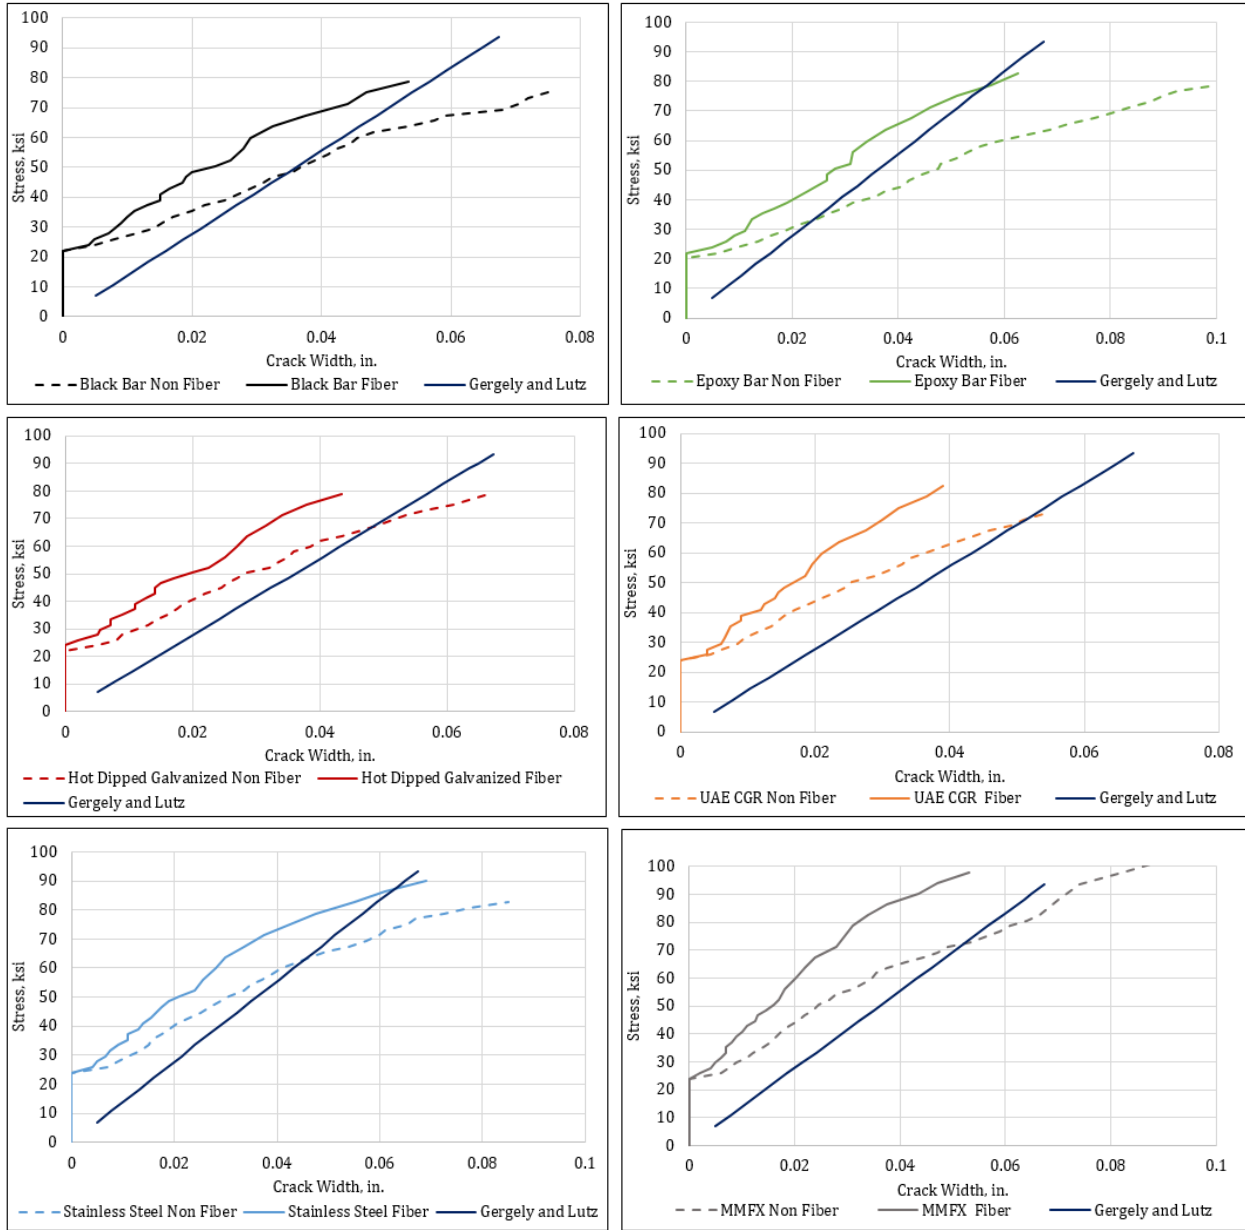 100
90
80
70
60
50
40
30
20
10
0
Stress, ksi
0 0.02 0.04 0.06 0.08
Crack Width, in.
Black Bar Non Fiber Black Bar Fiber Gergely and Lutz
100
90
80
70
60
50
40
30
20
10
0
Stress, ksi
0 0.02 0.04 0.06 0.08 0.1
Crack Width, in.
Epoxy Bar Non Fiber Epoxy Bar Fiber Gergely and Lutz
100
90
80
70
60
50
40
30
20
10
0
Stress, ksi
0 0.02 0.04 0.06 0.08
Crack Width, in.
Hot Dipped Galvanized Non Fiber Hot Dipped Galvanized Fiber
Gergely and Lutz
100
90
80
70
60
50
40
30
20
10
0
Stress, ksi
0 0.02 0.04 0.06 0.08
Crack Width, in.
UAE CGR Non Fiber UAE CGR Fiber Gergely and Lutz
100
90
80
70
60
50
40
30
20
10
0
Stress, ksi
0 0.02 0.04 0.06 0.08 0.1
Crack Width, in.
Stainless Steel Non Fiber Stainless Steel Fiber Gergely and Lutz
100
90
80
70
60
50
40
30
20
10
0
Stress, ksi
0 0.02 0.04 0.06 0.08 0.1
Crack Width, in.
MMFX Non Fiber MMFX Fiber Gergely and Lutz